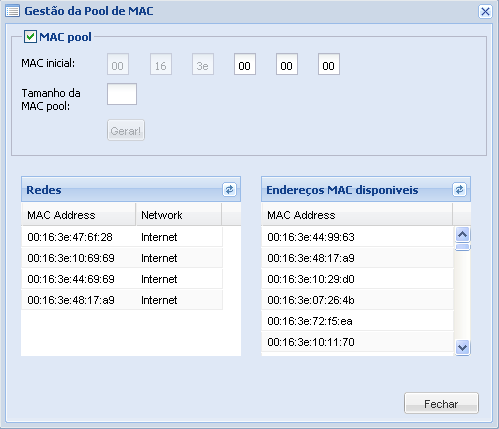 Gestão da Pool de MAC
MAC pool
MAC inicial: 00 16 3e 00 00 00
Tamanho da
MAC pool:
Gerar!
Redes
MAC Address Network
00:16:3e:47:6f:28 Internet
00:16:3e:10:69:69 Internet
00:16:3e:44:69:69 Internet
00:16:3e:48:17:a9 Internet
Endereços MAC disponiveis
MAC Address
00:16:3e:44:99:63
00:16:3e:48:17:a9
00:16:3e:10:29:d0
00:16:3e:07:26:4b
00:16:3e:72:f5:ea
00:16:3e:10:11:70
Fechar